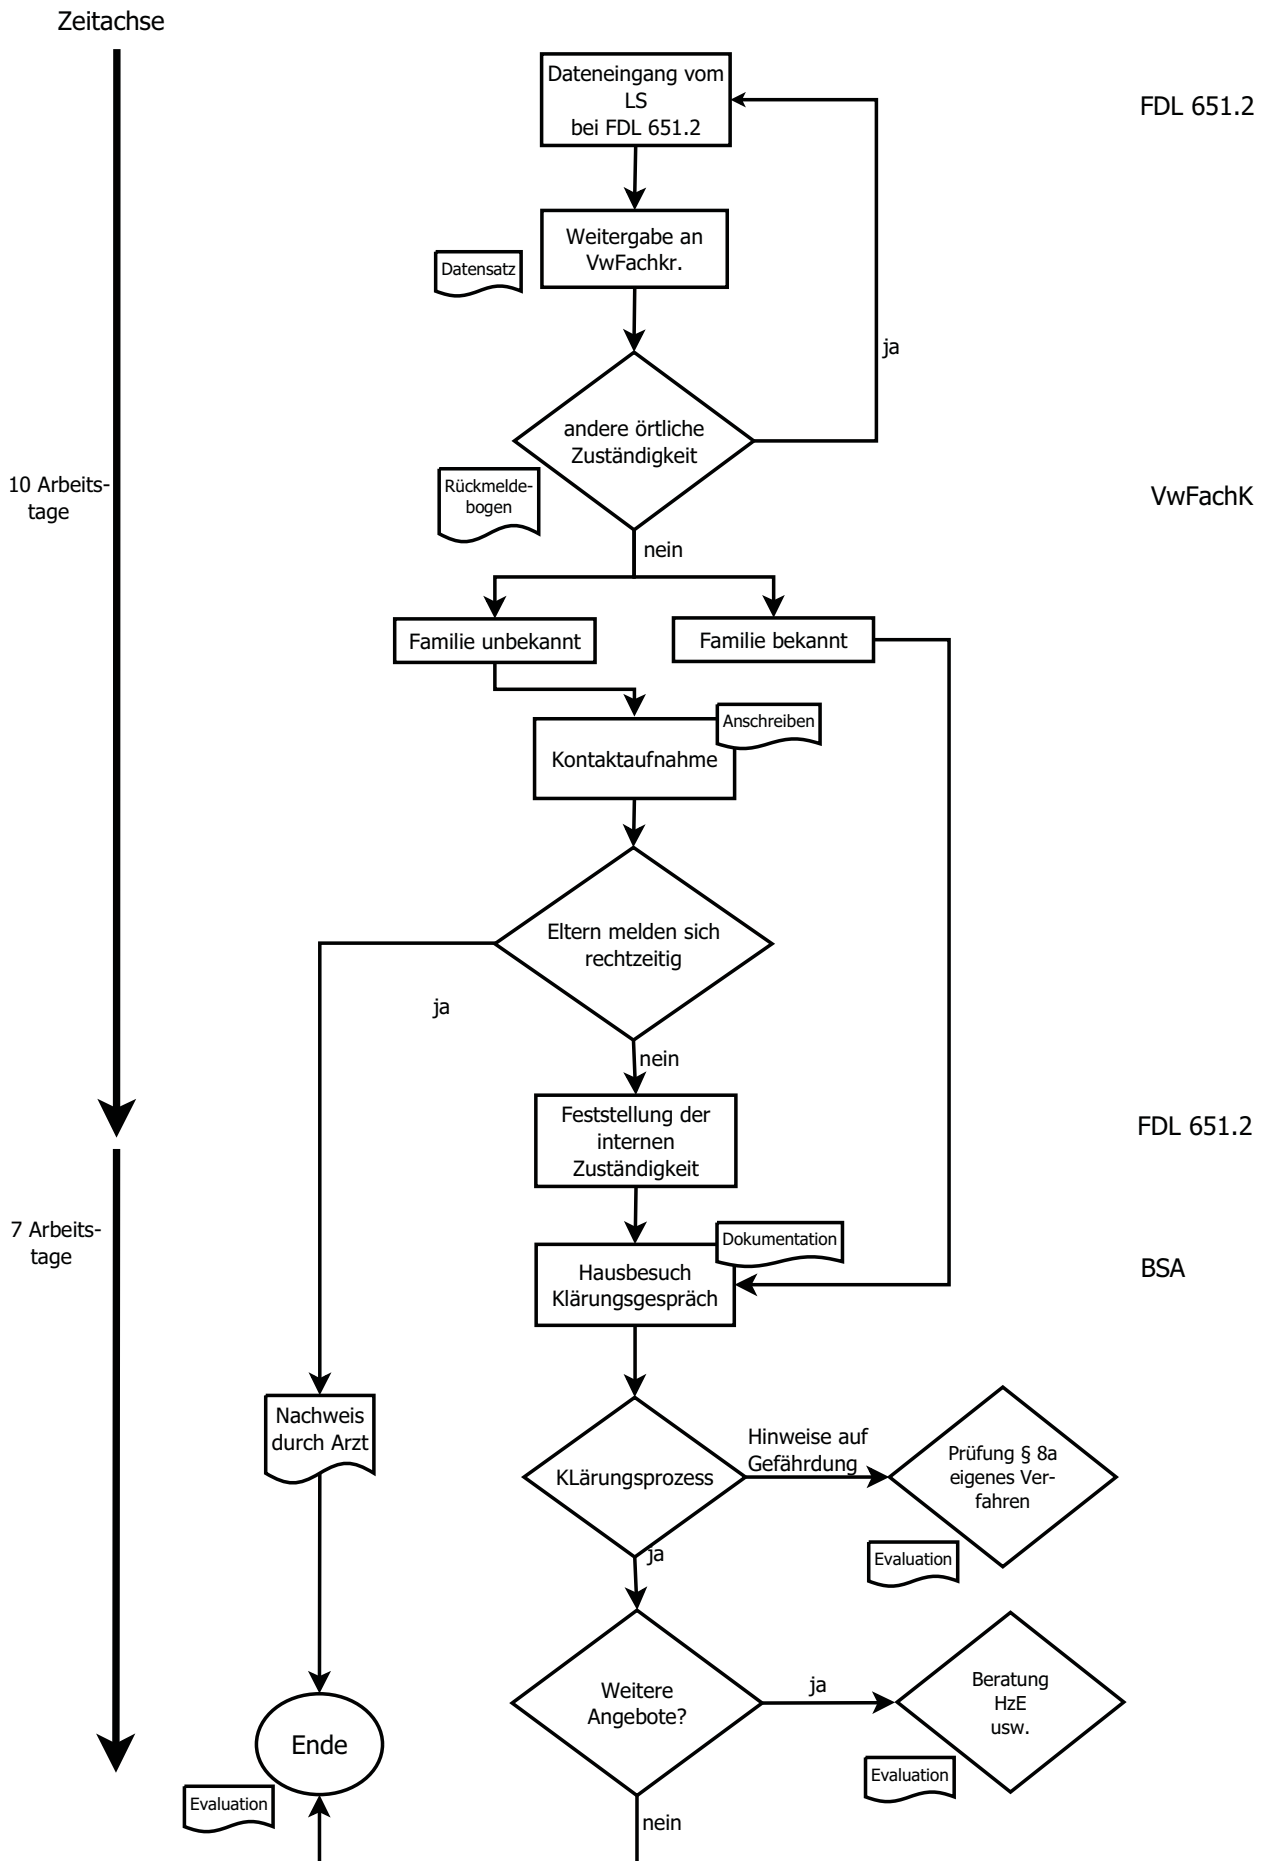 Zeitachse
Dateneingang vom
LS
bei FDL 651.2
FDL 651.2
Weitergabe an
VwFachkr.
Datensatz
ja
andere örtliche
Zuständigkeit
10 Arbeits-
tage
Rückmelde-
bogen
VwFachK
nein
Familie unbekannt
Familie bekannt
Anschreiben
Kontaktaufnahme
Eltern melden sich
rechtzeitig
ja
nein
Feststellung der
internen
Zuständigkeit
FDL 651.2
7 Arbeits-
tage
Dokumentation
Hausbesuch
Klärungsgespräch
BSA
Nachweis
durch Arzt
KLärungsprozess
Hinweise auf
Gefährdung
Prüfung § 8a
eigenes Ver-
fahren
Evaluation
ja
Weitere
Angebote?
ja
Beratung
HzE
usw.
Evaluation
Ende
Evaluation
nein